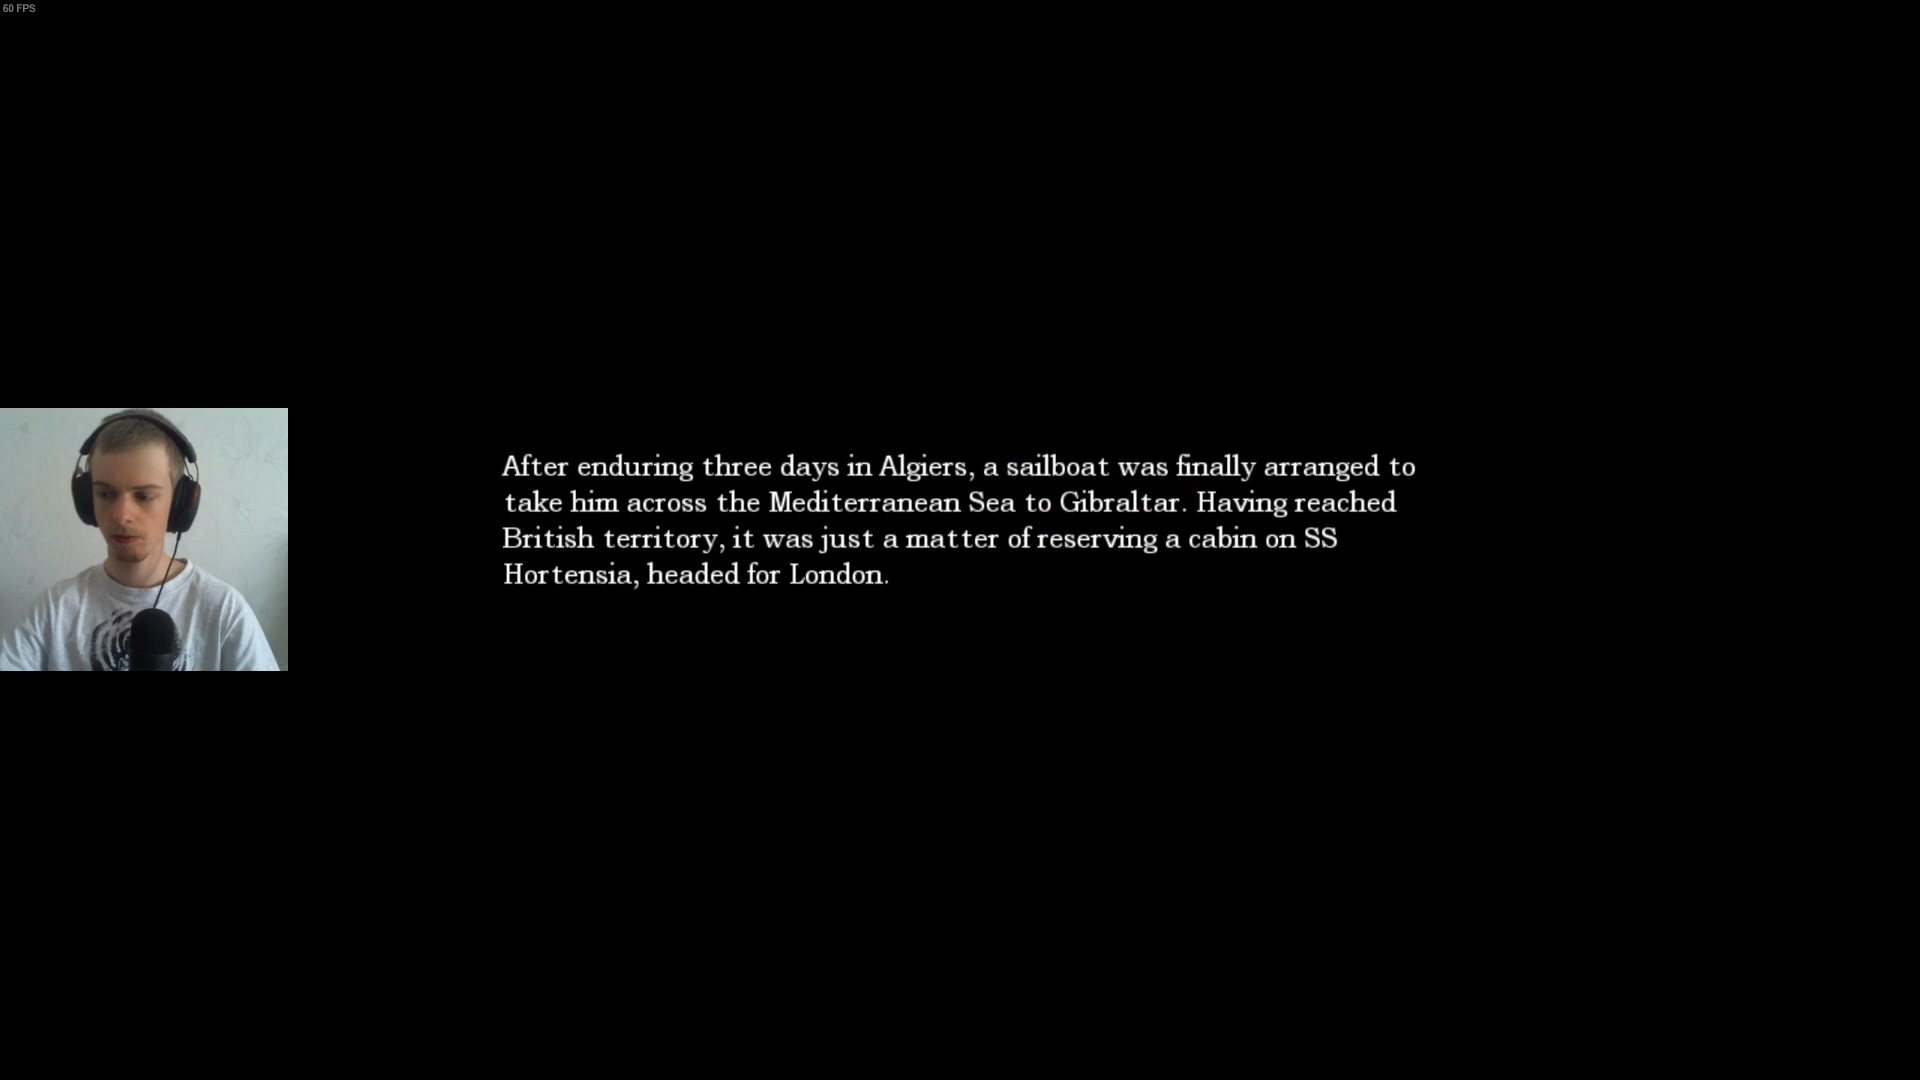 60 FPS
After enduring three days in Algiers, a sailboat was finally arranged to
take him across the Mediterranean Sea to Gibraltar. Having reached
British territory, it was just a matter of reserving a cabin on SS
Hortensia, headed for London.